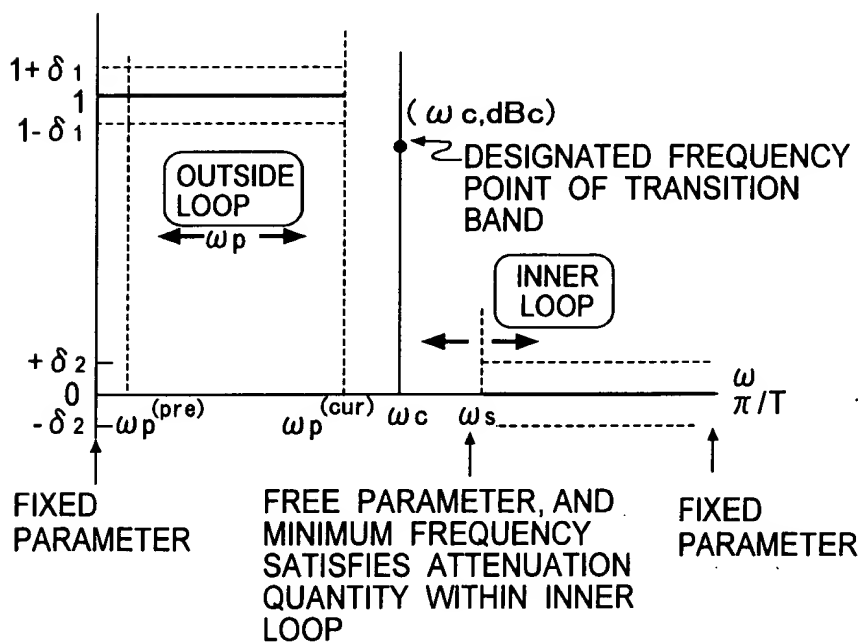 1+δ1
1
1-δ1
(ωc,dBc)
DESIGNATED FREQUENCY
POINT OF TRANSITION
BAND
OUTSIDE
LOOP
ωp
INNER
LOOP
+δ2
0
-δ2
ω
π/T
ωp(pre)
ωp(cur)
ωc
ωs
FIXED
PARAMETER
FREE PARAMETER, AND
MINIMUM FREQUENCY
SATISFIES ATTENUATION
QUANTITY WITHIN INNER
LOOP
FIXED
PARAMETER